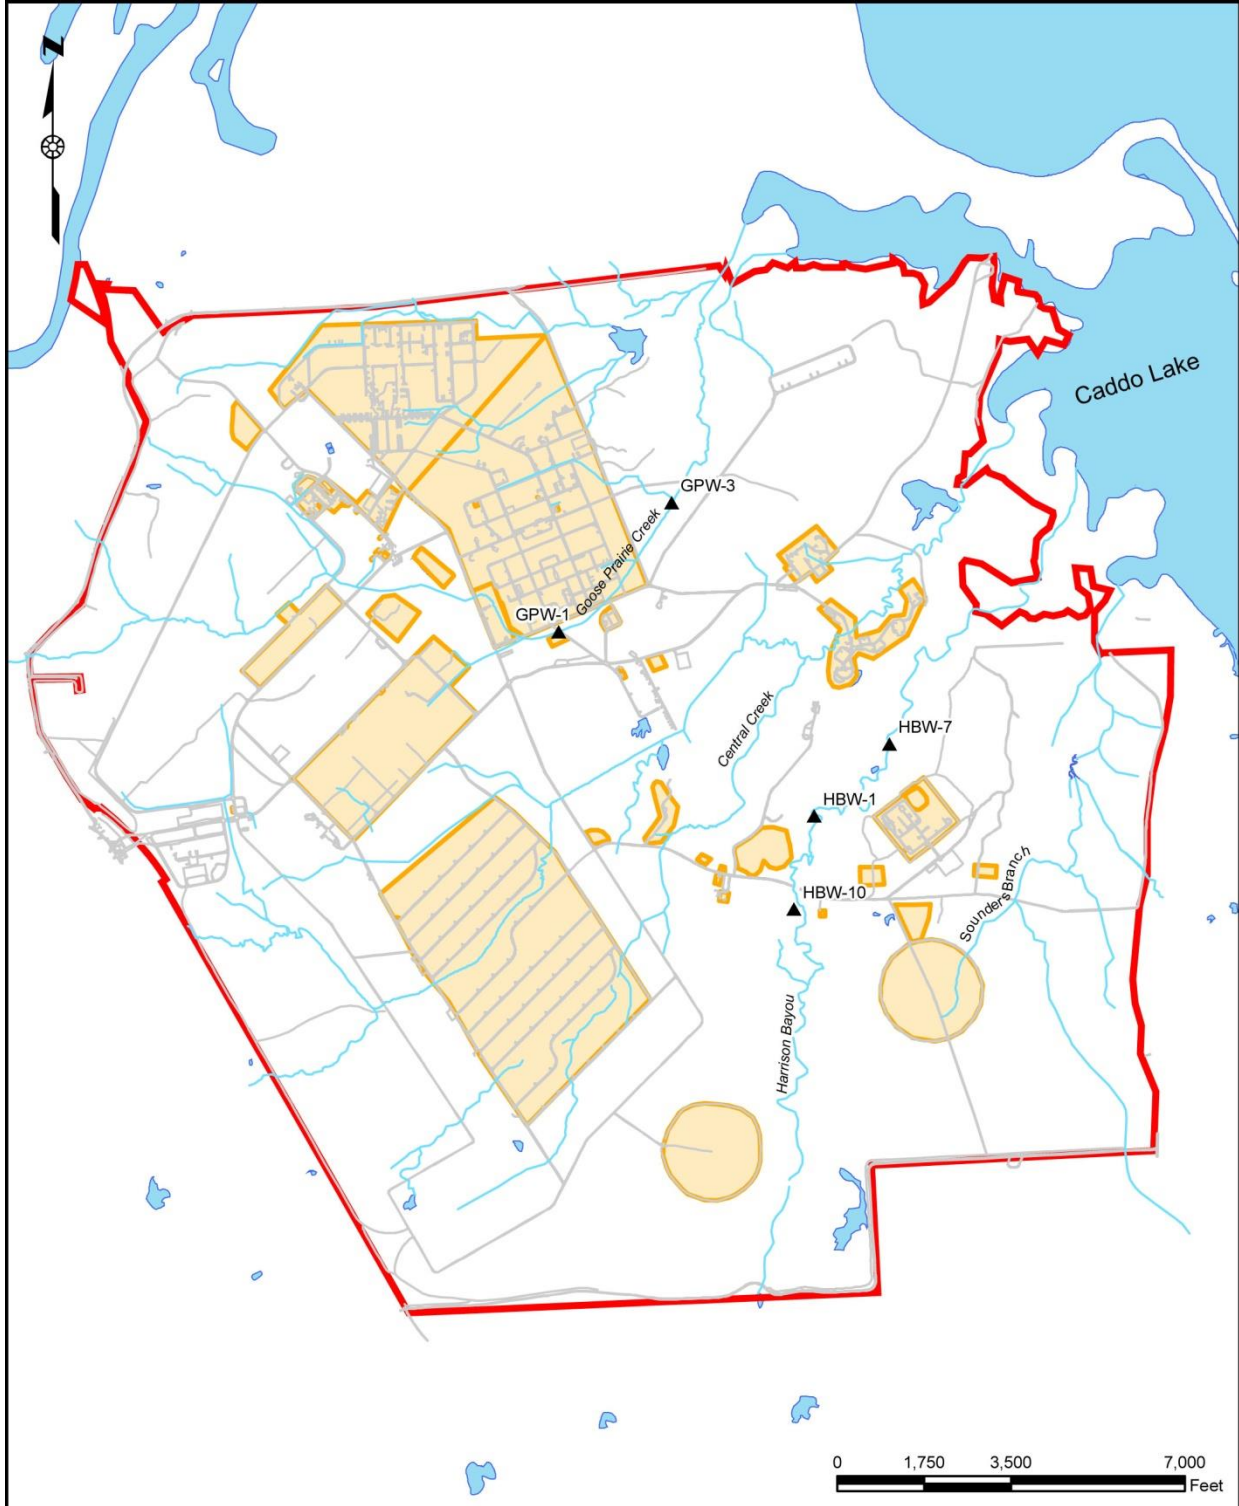 N
Caddo Lake
GPW-3
Goose Prairie Creek
GPW-1
Central Creek
HBW-7
HBW-1
Sounders Branch
HBW-10
Harrison Bayou
0 1,750 3,500 7,000
Feet